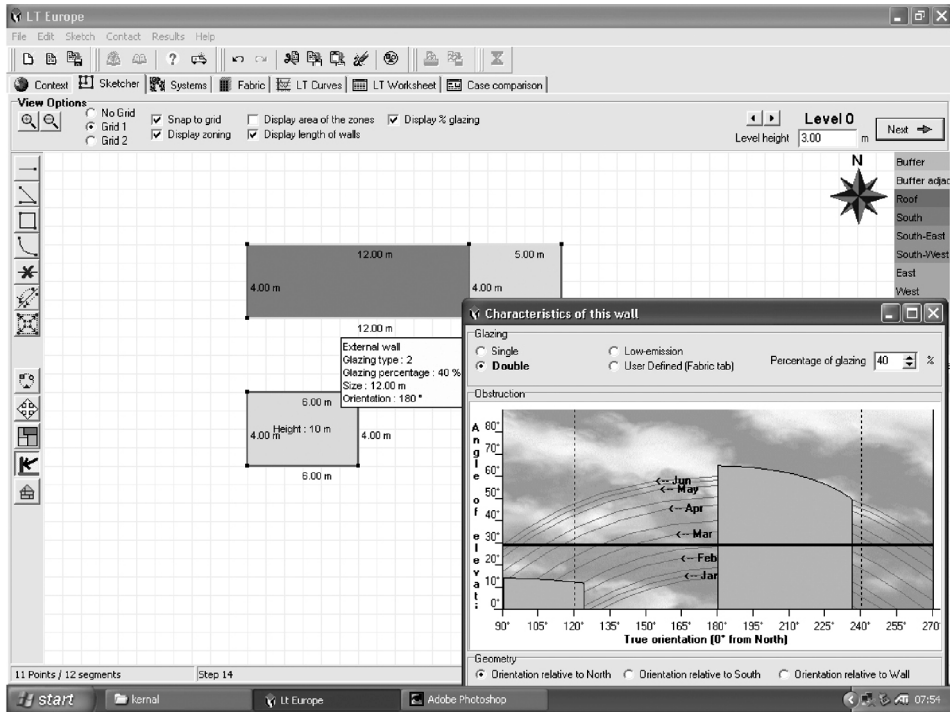 LT Europe
File Edit Sketch Contact Results Help
Context Sketcher Systems Fabric LT Curves LT Worksheet Case comparison
View Options
No Grid
Grid 1
Grid 2
Snap to grid
Display zoning
Display area of the zones
Display length of walls
Display % glazing
Level 0
Level height 3.00 m
Next
N
Buffer
Buffer adjac
Roof
South
South-East
South-West
East
West
12.00 m 5.00 m
4.00 m 4.00 m
12.00 m
External wall
Glazing type : 2
Glazing percentage : 40 %
Size : 12.00 m
Orientation : 180 °
6.00 m
4.00 m Height : 10 m 4.00 m
6.00 m
Characteristics of this wall
Glazing
Single
Double
Low-emission
User Defined (Fabric tab)
Percentage of glazing 40 %
Obstruction
Angle of elevati
80°
70°
60°
50°
40°
30°
20°
10°
0°
<-- Jun
<-- May
<-- Apr
<-- Mar
<-- Feb
<-- Jan
90° 105° 120° 135° 150° 165° 180° 195° 210° 225° 240° 255° 270
True orientation (0° from North)
Geometry
Orientation relative to North Orientation relative to South Orientation relative to Wall
11 Points / 12 segments Step 14
start kernal Lt Europe Adobe Photoshop 07:54